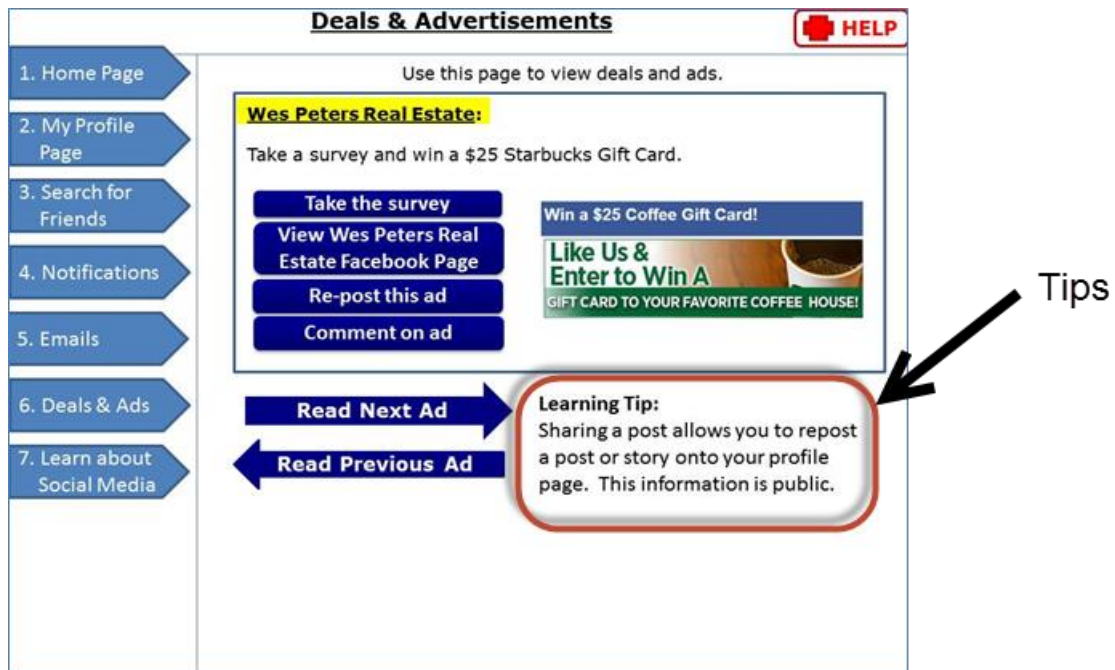 Deals & Advertisements
HELP
1. Home Page
2. My Profile
Page
3. Search for
Friends
4. Notifications
5. Emails
6. Deals & Ads
7. Learn about
Social Media
Use this page to view deals and ads.
Wes Peters Real Estate:
Take a survey and win a $25 Starbucks Gift Card.
Take the survey
View Wes Peters Real
Estate Facebook Page
Re-post this ad
Comment on ad
Win a $25 Coffee Gift Card!
Like Us &
Enter to Win A
GIFT CARD TO YOUR FAVORITE COFFEE HOUSE!
Read Next Ad
Read Previous Ad
Learning Tip:
Sharing a post allows you to repost
a post or story onto your profile
page. This information is public.
Tips